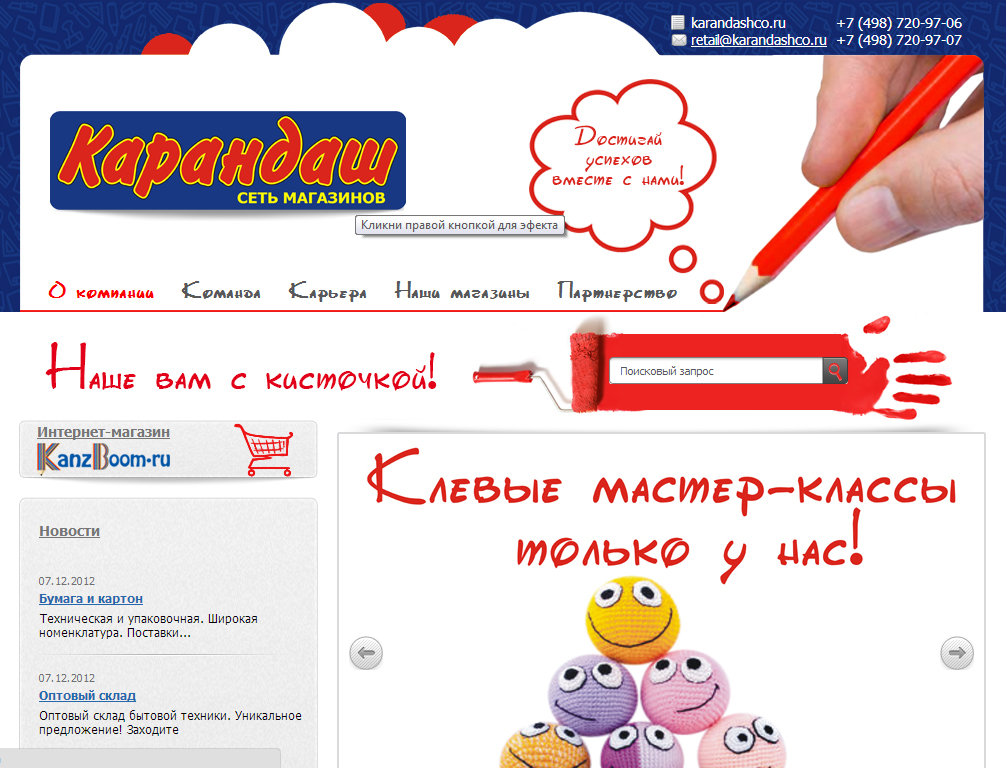 karandashco.ru +7 (498) 720-97-06
retail@karandashco.ru +7 (498) 720-97-07
Карандаш
СЕТЬ МАГАЗИНОВ
Достигай
успехов
вместе с нами!
Кликни правой кнопкой для эфекта
О компании Команда Карьера Наши магазины Партнерство
Наше вам с кисточкой!
Поисковый запрос
Интернет-магазин
KanzBoom·ru
Клевые мастер-классы
только у нас!
Новости
07.12.2012
Бумага и картон
Техническая и упаковочная. Широкая
номенклатура. Поставки...
07.12.2012
Оптовый склад
Оптовый склад бытовой техники. Уникальное
предложение! Заходите